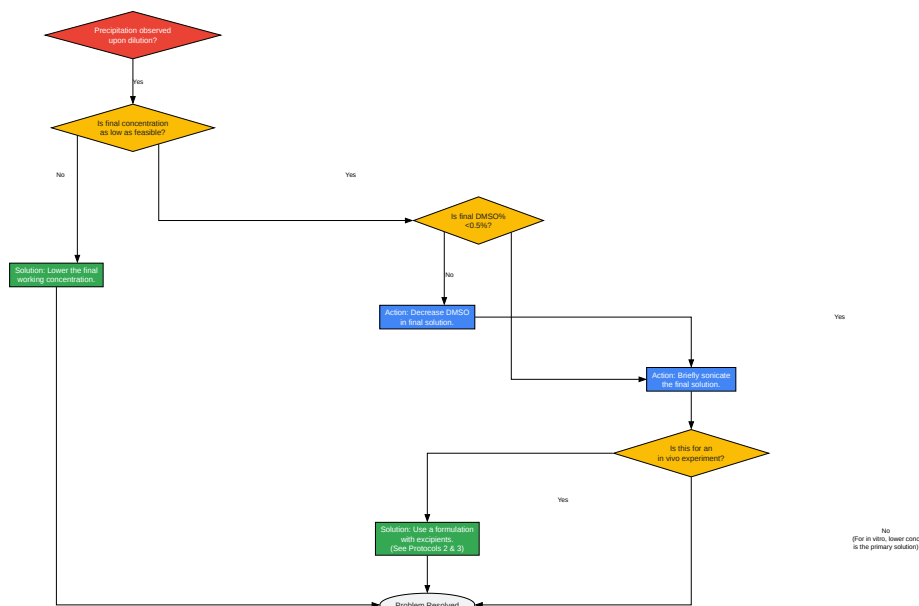 Precipitation observed
upon dilution?
Yes
Is final concentration
as low as feasible?
No
Yes
Is final DMSO%
<0.5%?
Solution: Lower the final
working concentration.
No
Action: Decrease DMSO
in final solution.
Yes
Action: Briefly sonicate
the final solution.
Is this for an
in vivo experiment?
Yes
Solution: Use a formulation
with excipients.
(See Protocols 2 & 3)
No
(For in vitro, lower conc
is the primary solution)
Problem Resolved